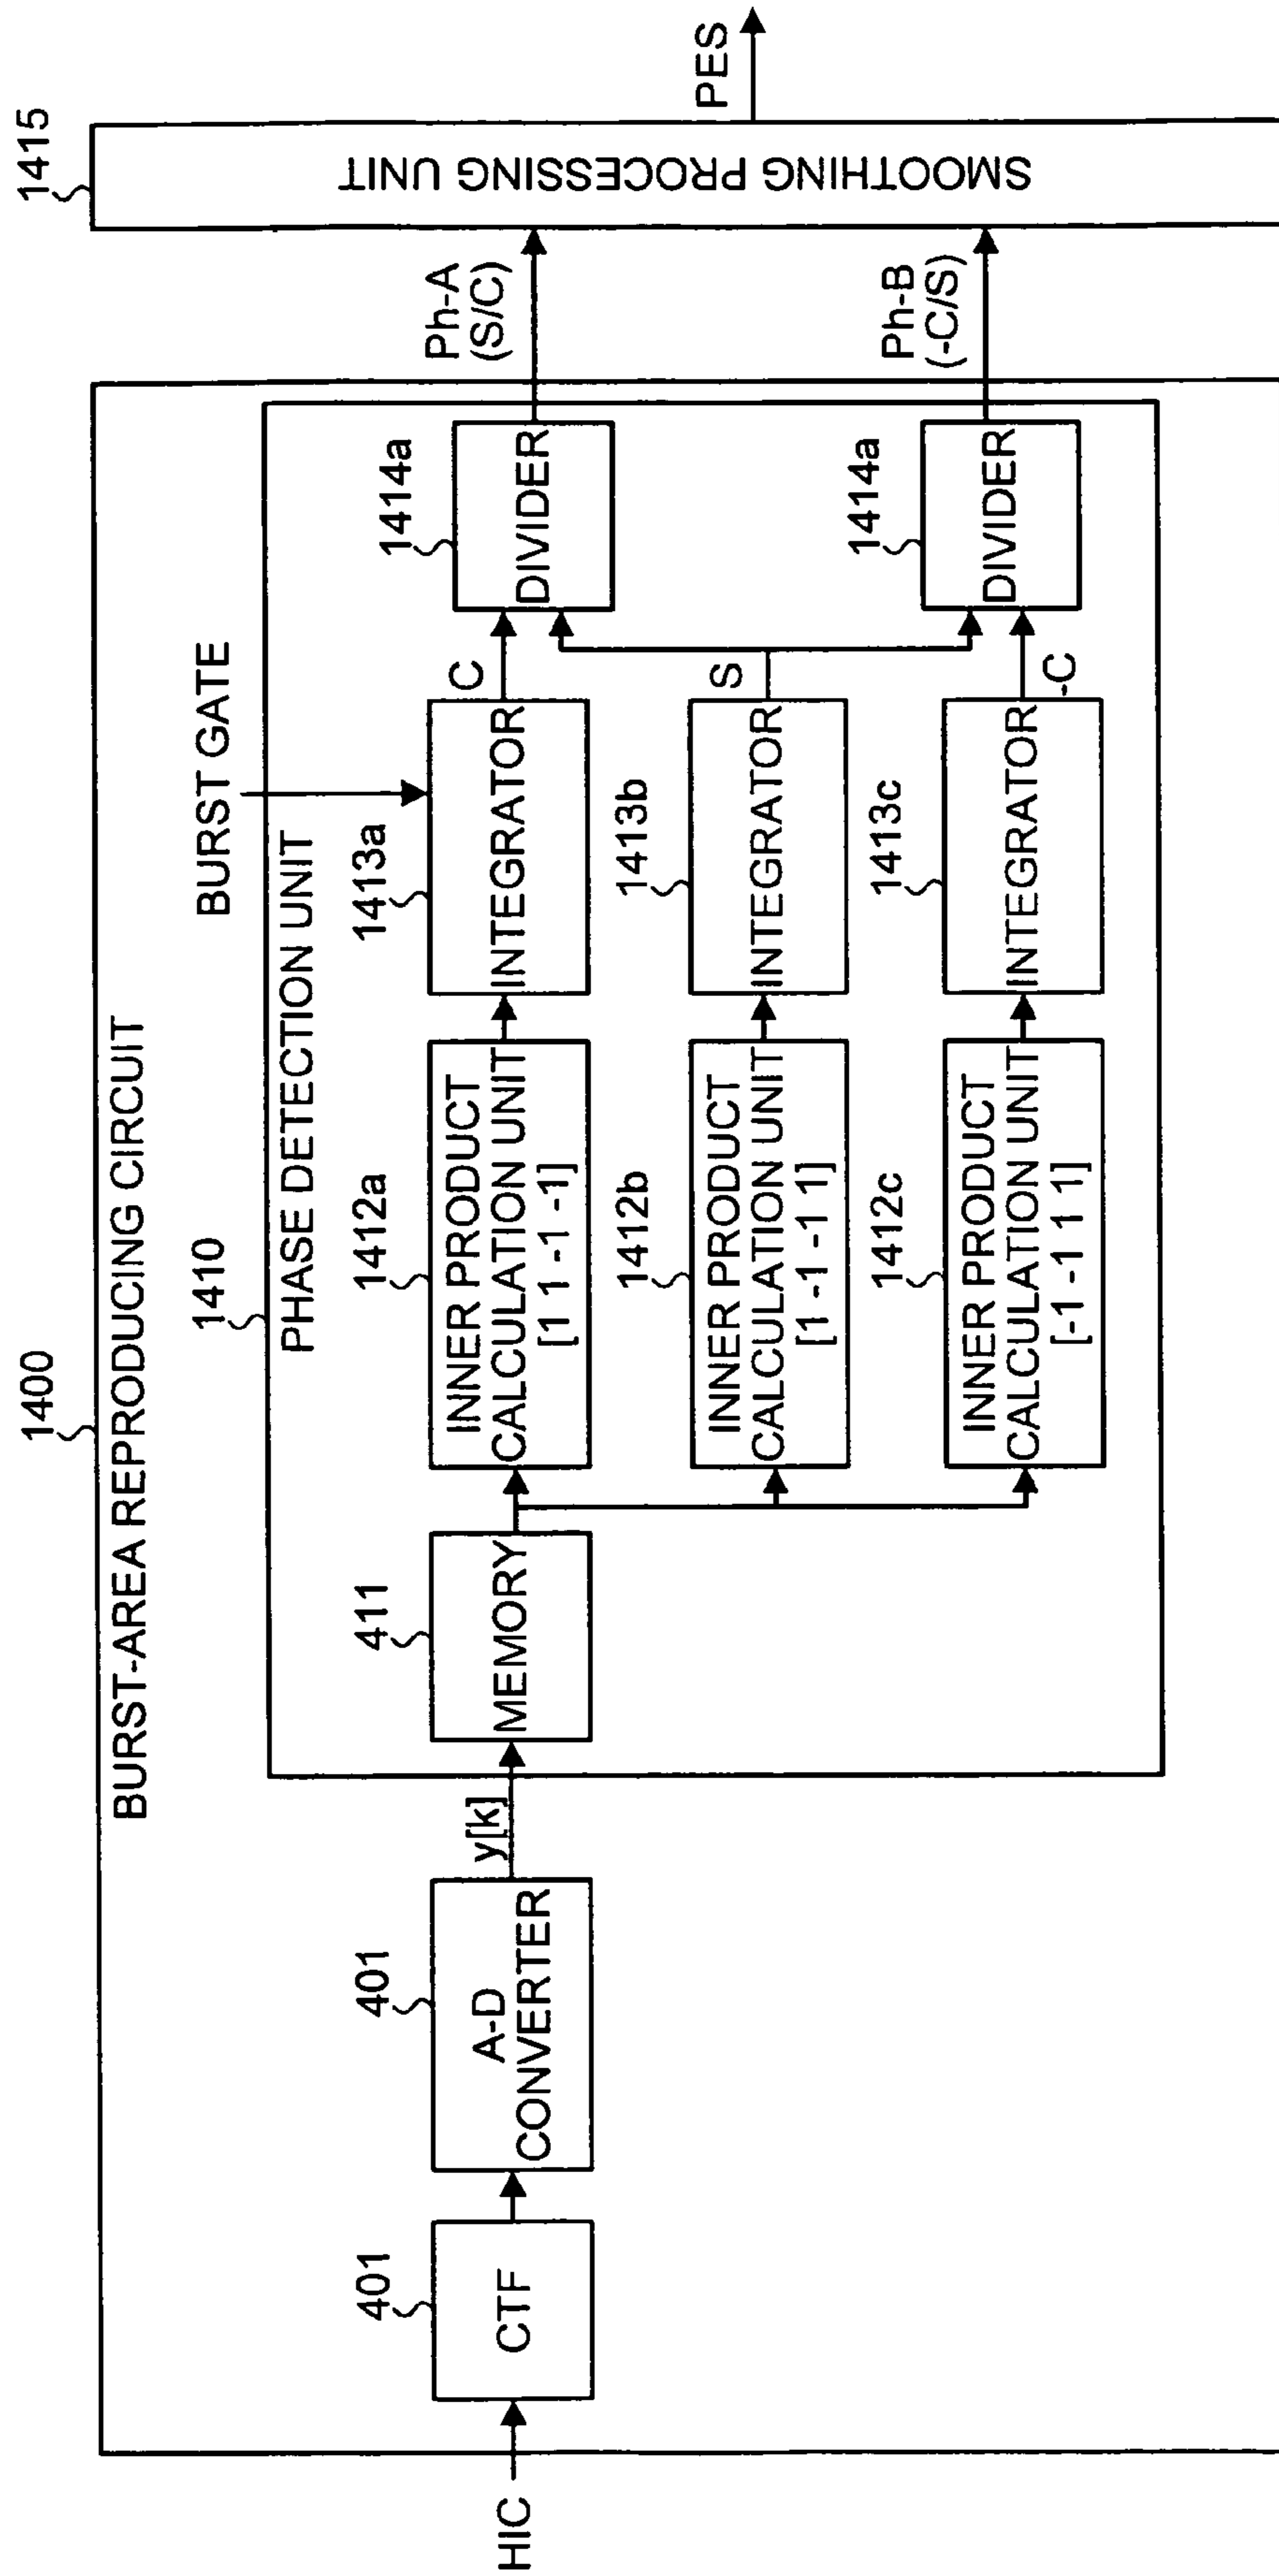 1400
BURST-AREA REPRODUCING CIRCUIT
1410
PHASE DETECTION UNIT
BURST GATE
HIC
401
CTF
401
A-D
CONVERTER
y[k]
411
MEMORY
1412a
INNER PRODUCT
CALCULATION UNIT
[1 1 -1 -1]
1412b
INNER PRODUCT
CALCULATION UNIT
[1 -1 -1 1]
1412c
INNER PRODUCT
CALCULATION UNIT
[-1 -1 1 1]
1413a
INTEGRATOR
C
1413b
INTEGRATOR
S
1413c
INTEGRATOR
-C
1414a
DIVIDER
1414a
DIVIDER
Ph-A
(S/C)
Ph-B
(-C/S)
1415
SMOOTHING PROCESSING UNIT
PES